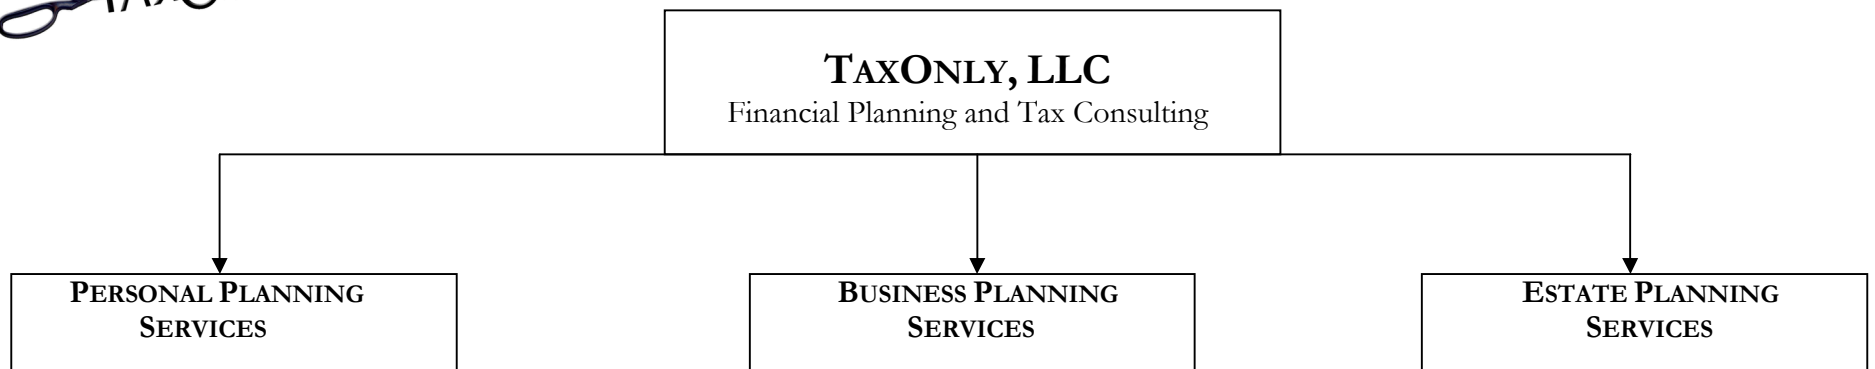 TAXONLY, LLC
Financial Planning and Tax Consulting
PERSONAL PLANNING
SERVICES
BUSINESS PLANNING
SERVICES
ESTATE PLANNING
SERVICES